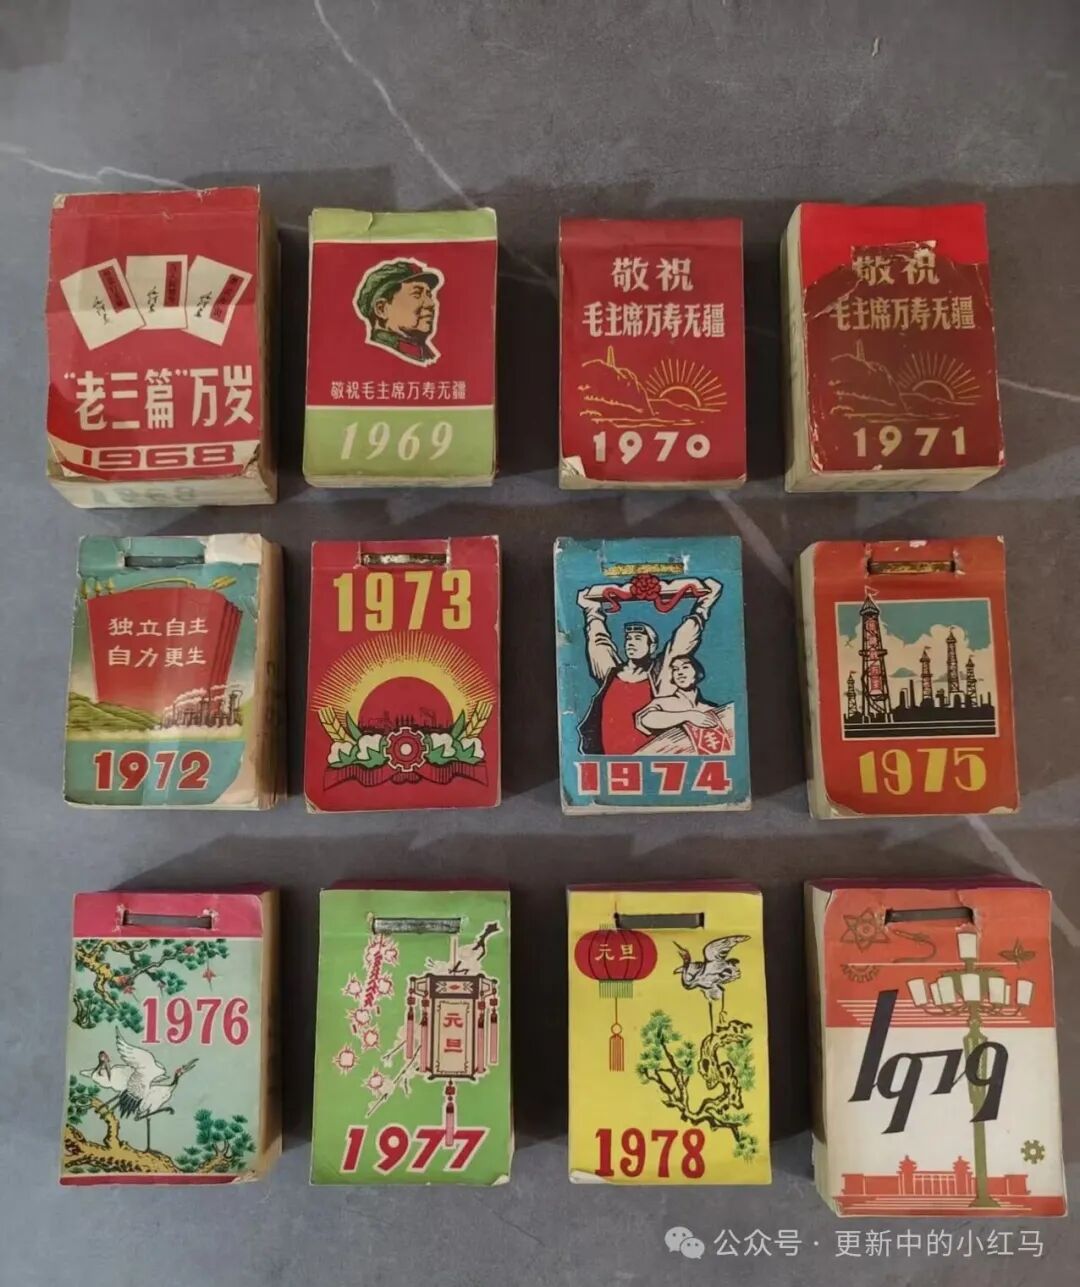 "老三篇"万岁
1968
1968
敬祝毛主席万寿无疆
1969
敬祝
毛主席万寿无疆
1970
敬祝
毛主席万寿无疆
1971
独立自主
自力更生
1972
1973
丰
1974
1975
1976
元旦
1977
元旦
1978
1979
公众号 · 更新中的小红马